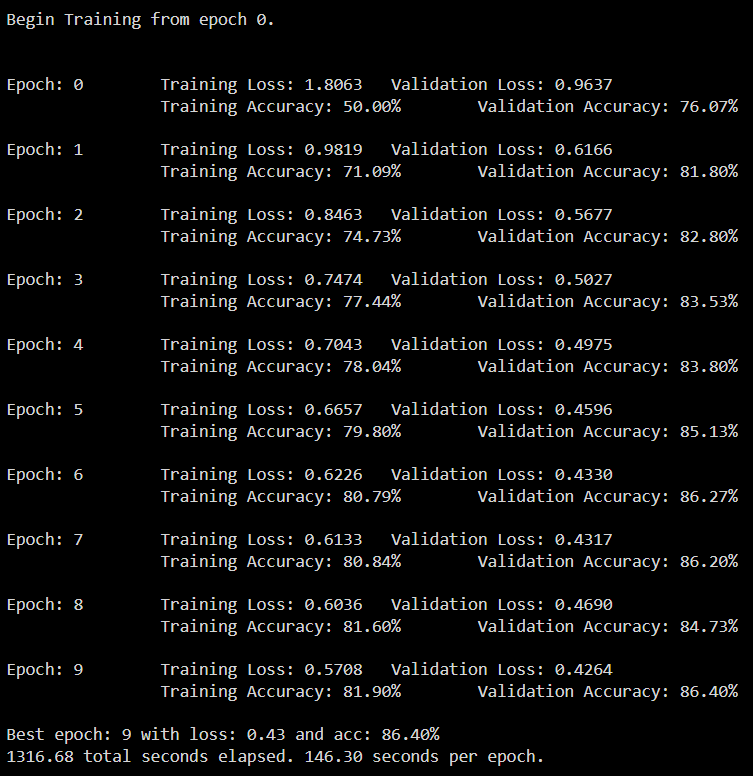 Begin Training from epoch 0.
Epoch: 0 Training Loss: 1.8063 Validation Loss: 0.9637
Training Accuracy: 50.00% Validation Accuracy: 76.07%
Epoch: 1 Training Loss: 0.9819 Validation Loss: 0.6166
Training Accuracy: 71.09% Validation Accuracy: 81.80%
Epoch: 2 Training Loss: 0.8463 Validation Loss: 0.5677
Training Accuracy: 74.73% Validation Accuracy: 82.80%
Epoch: 3 Training Loss: 0.7474 Validation Loss: 0.5027
Training Accuracy: 77.44% Validation Accuracy: 83.53%
Epoch: 4 Training Loss: 0.7043 Validation Loss: 0.4975
Training Accuracy: 78.04% Validation Accuracy: 83.80%
Epoch: 5 Training Loss: 0.6657 Validation Loss: 0.4596
Training Accuracy: 79.80% Validation Accuracy: 85.13%
Epoch: 6 Training Loss: 0.6226 Validation Loss: 0.4330
Training Accuracy: 80.79% Validation Accuracy: 86.27%
Epoch: 7 Training Loss: 0.6133 Validation Loss: 0.4317
Training Accuracy: 80.84% Validation Accuracy: 86.20%
Epoch: 8 Training Loss: 0.6036 Validation Loss: 0.4690
Training Accuracy: 81.60% Validation Accuracy: 84.73%
Epoch: 9 Training Loss: 0.5708 Validation Loss: 0.4264
Training Accuracy: 81.90% Validation Accuracy: 86.40%
Best epoch: 9 with loss: 0.43 and acc: 86.40%
1316.68 total seconds elapsed. 146.30 seconds per epoch.